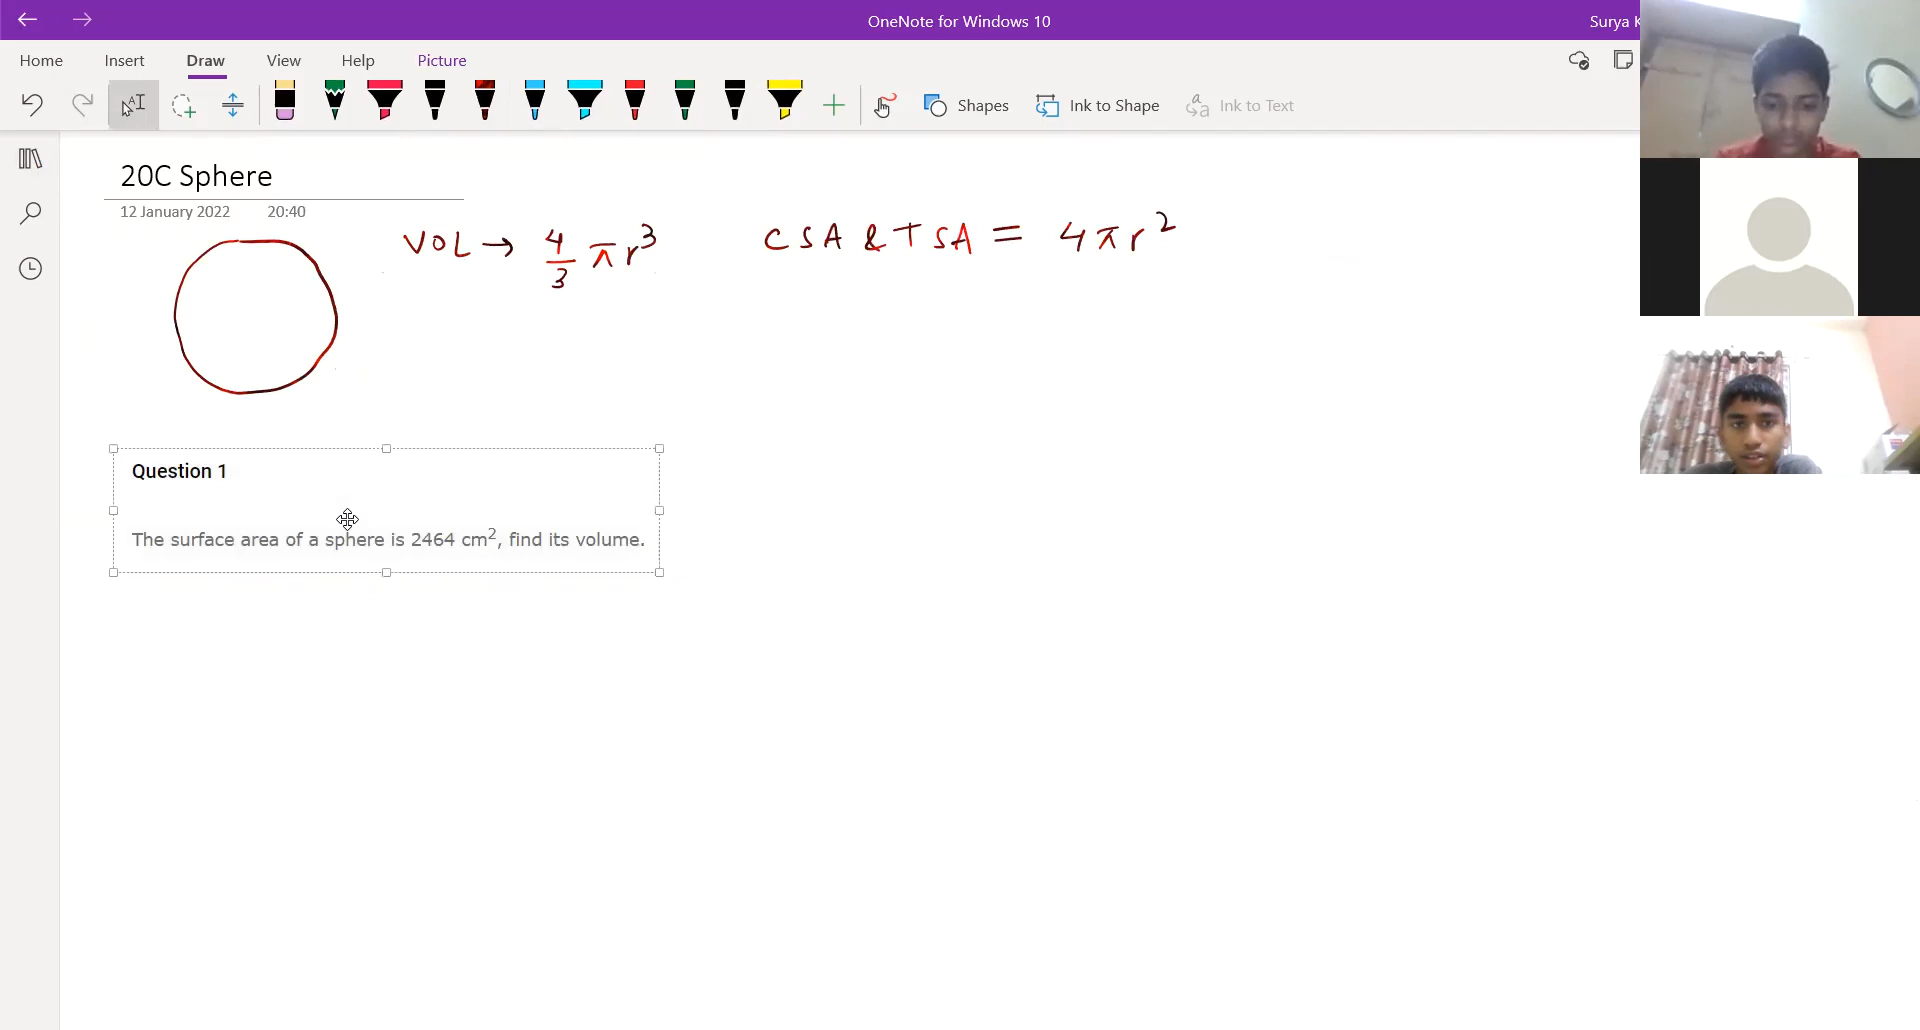 OneNote for Windows 10
Surya K
Home Insert Draw View Help Picture
Shapes Ink to Shape Ink to Text
20C Sphere
12 January 2022 20:40
VOL → 4/3 πr³ CSA & TSA = 4πr²
Question 1
The surface area of a sphere is 2464 cm², find its volume.